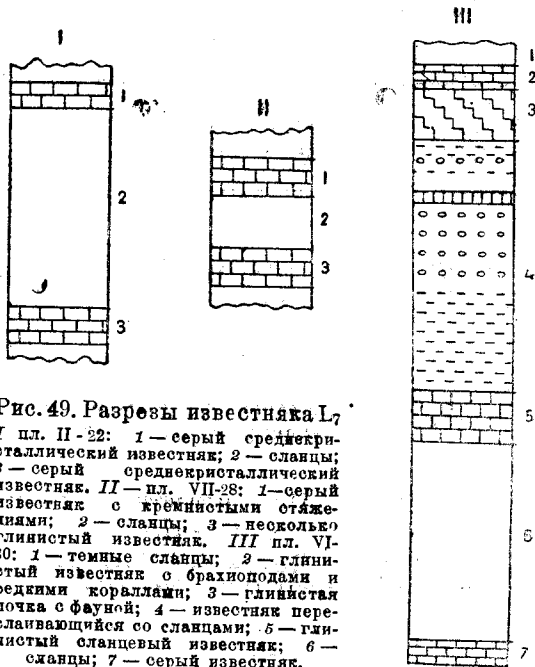 I
II
III
1
2
3
1
2
3
1
2
3
4
5
6
7
Рис. 49. Разрезы известняка L7
I пл. II-22: 1 — серый среднекри-
сталлический известняк; 2 — сланцы;
3 — серый среднекристаллический
известняк. II — пл. VII-28: 1 — серый
известняк с кремнистыми стяже-
ниями; 2 — сланцы; 3 — несколько
глинистый известняк. III пл. VI-
30: 1 — темные сланцы; 2 — глини-
стый известняк с брахиоподами и
редкими кораллами; 3 — глинистая
почка с фауной; 4 — известняк пере-
слаивающийся со сланцами; 5 — гли-
нистый сланцевый известняк; 6 —
сланцы; 7 — серый известняк.